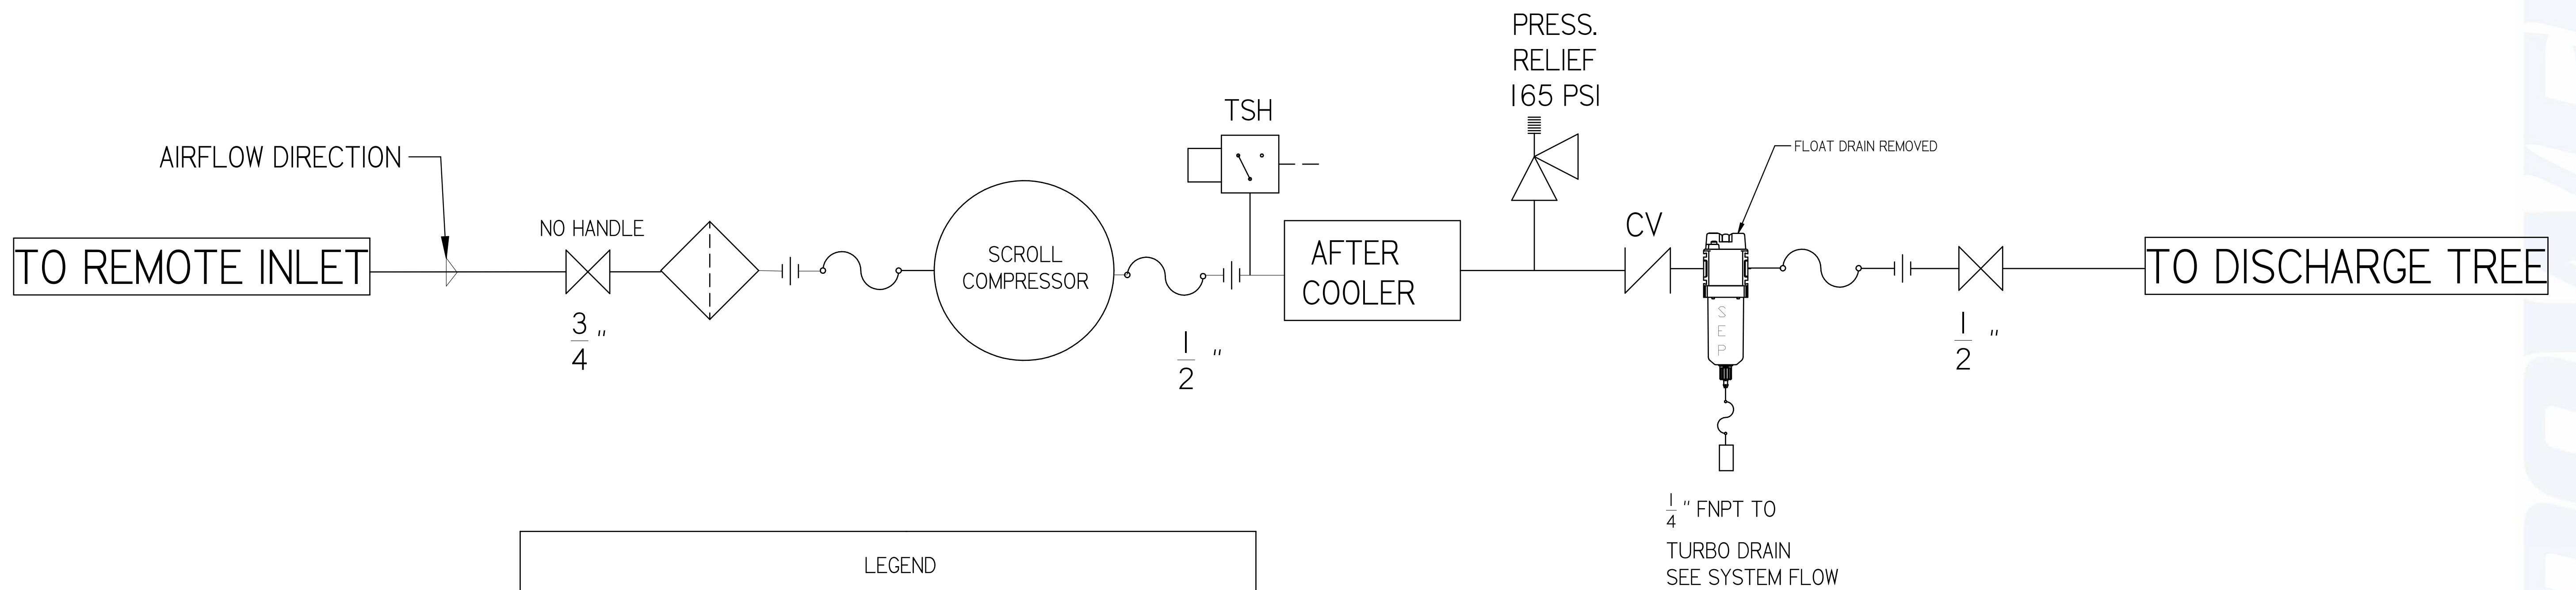 PRESS.
RELIEF
165 PSI
TSH
AIRFLOW DIRECTION
FLOAT DRAIN REMOVED
NO HANDLE
CV
TO REMOTE INLET
SCROLL
COMPRESSOR
AFTER
COOLER
TO DISCHARGE TREE
S
E
P
3/4 "
1/2 "
1/2 "
1/4 " FNPT TO
TURBO DRAIN
SEE SYSTEM FLOW
LEGEND